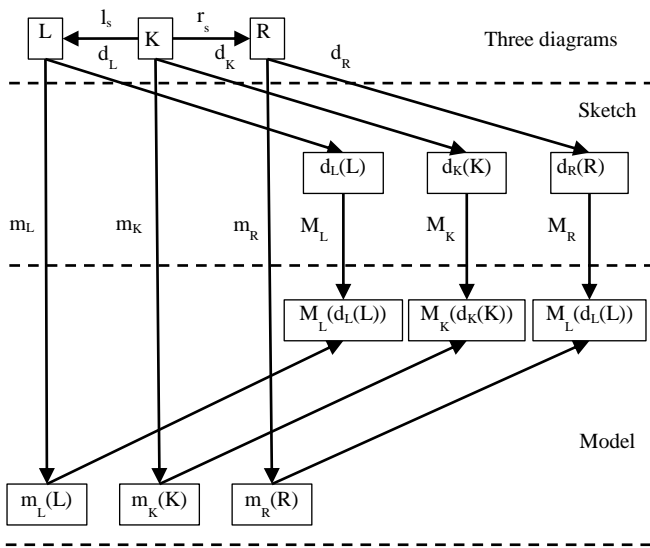 l_s r_s
L K R Three diagrams
d_L d_K d_R
Sketch
d_L(L) d_K(K) d_R(R)
m_L m_K m_R M_L M_K M_R
M_L(d_L(L)) M_K(d_K(K)) M_L(d_L(L))
Model
m_L(L) m_K(K) m_R(R)